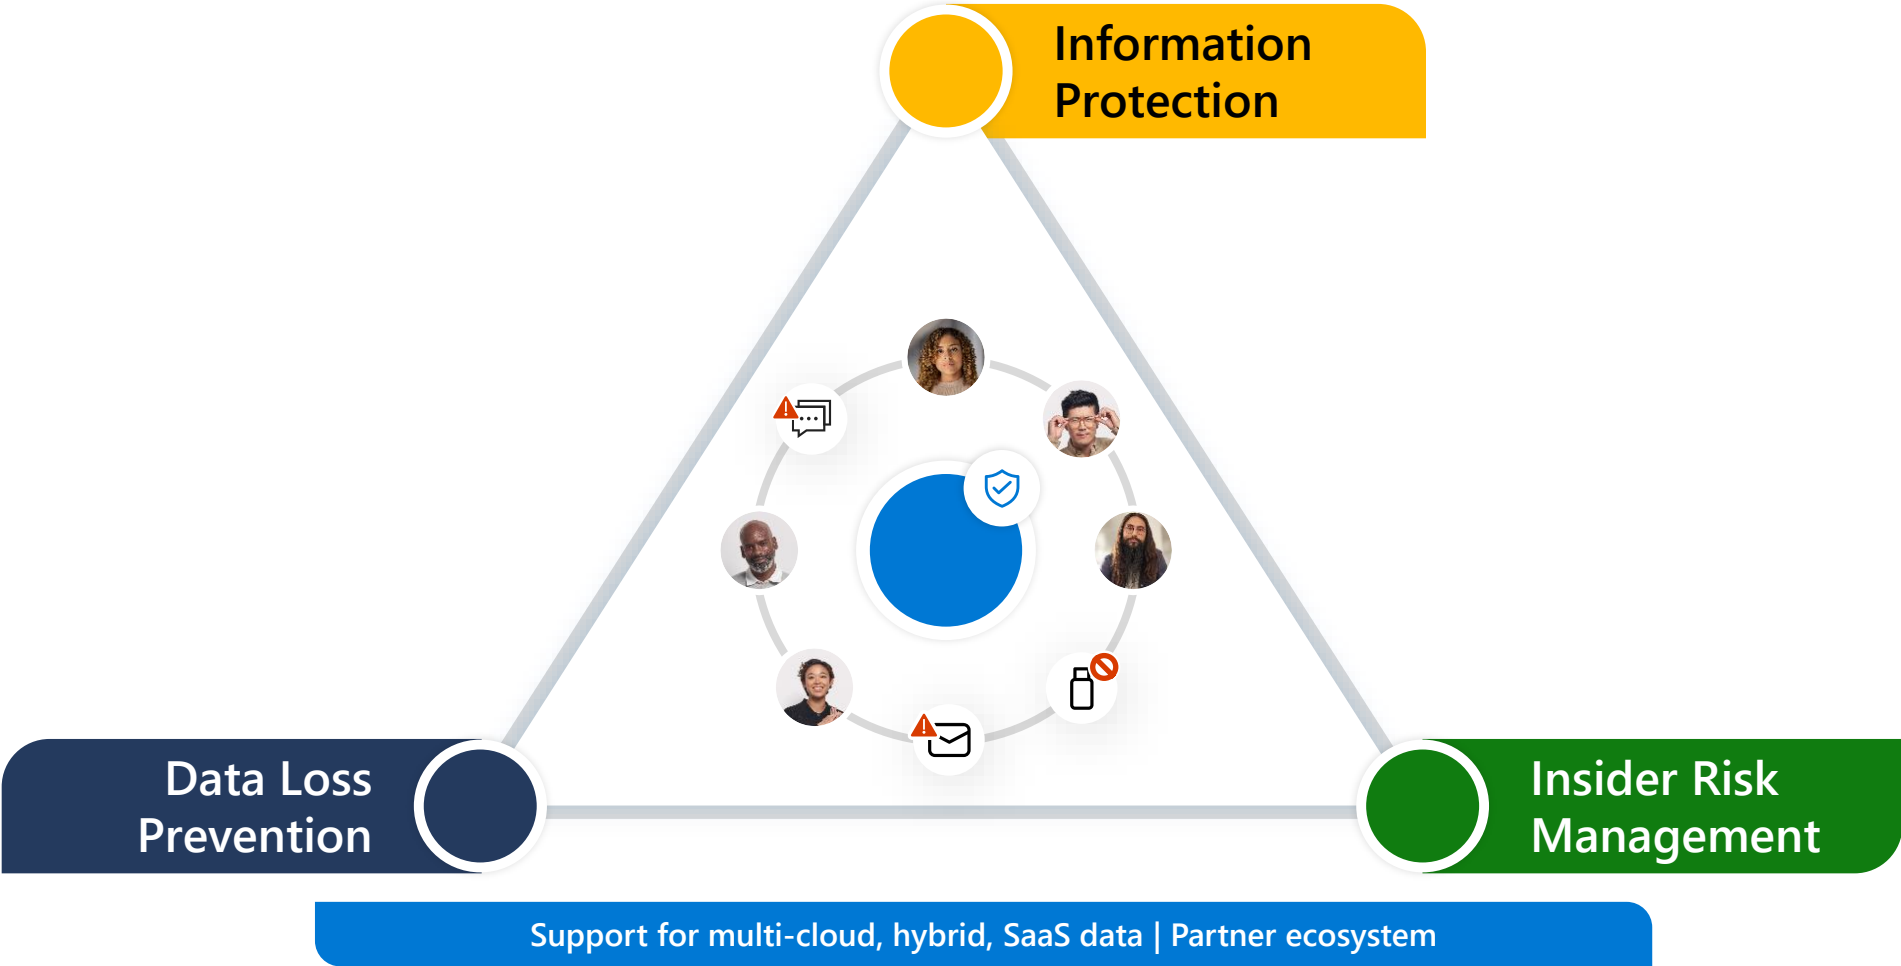 Information
Protection
Data Loss
Prevention
Insider Risk
Management
Support for multi-cloud, hybrid, SaaS data | Partner ecosystem